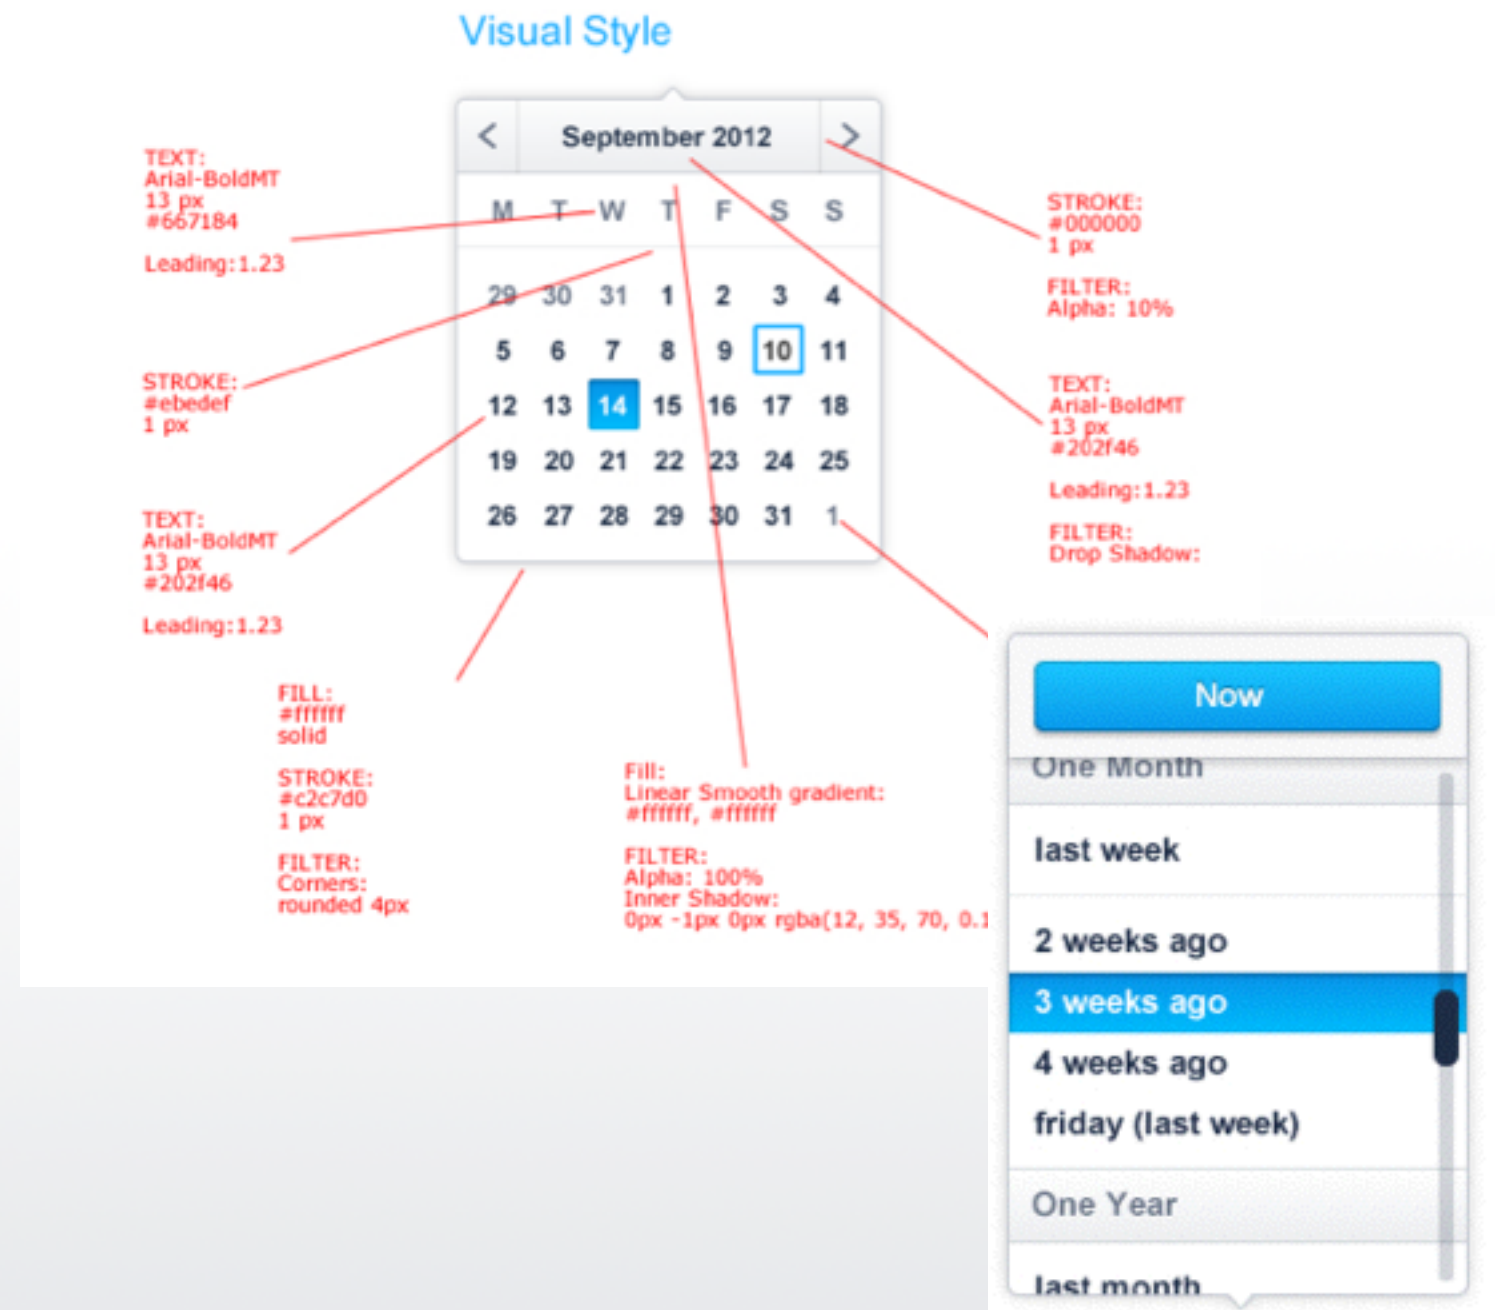 Visual Style
< September 2012 >
M T W T F S S
29 30 31 1 2 3 4
5 6 7 8 9 10 11
12 13 14 15 16 17 18
19 20 21 22 23 24 25
26 27 28 29 30 31 1
TEXT:
Arial-BoldMT
13 px
#667184
Leading:1.23
STROKE:
#ebedef
1 px
TEXT:
Arial-BoldMT
13 px
#202f46
Leading:1.23
FILL:
#ffffff
solid
STROKE:
#c2c7d0
1 px
FILTER:
Corners:
rounded 4px
Fill:
Linear Smooth gradient:
#ffffff, #ffffff
FILTER:
Alpha: 100%
Inner Shadow:
0px -1px 0px rgba(12, 35, 70, 0.1
STROKE:
#000000
1 px
FILTER:
Alpha: 10%
TEXT:
Arial-BoldMT
13 px
#202f46
Leading:1.23
FILTER:
Drop Shadow:
Now
One Month
last week
2 weeks ago
3 weeks ago
4 weeks ago
friday (last week)
One Year
last month